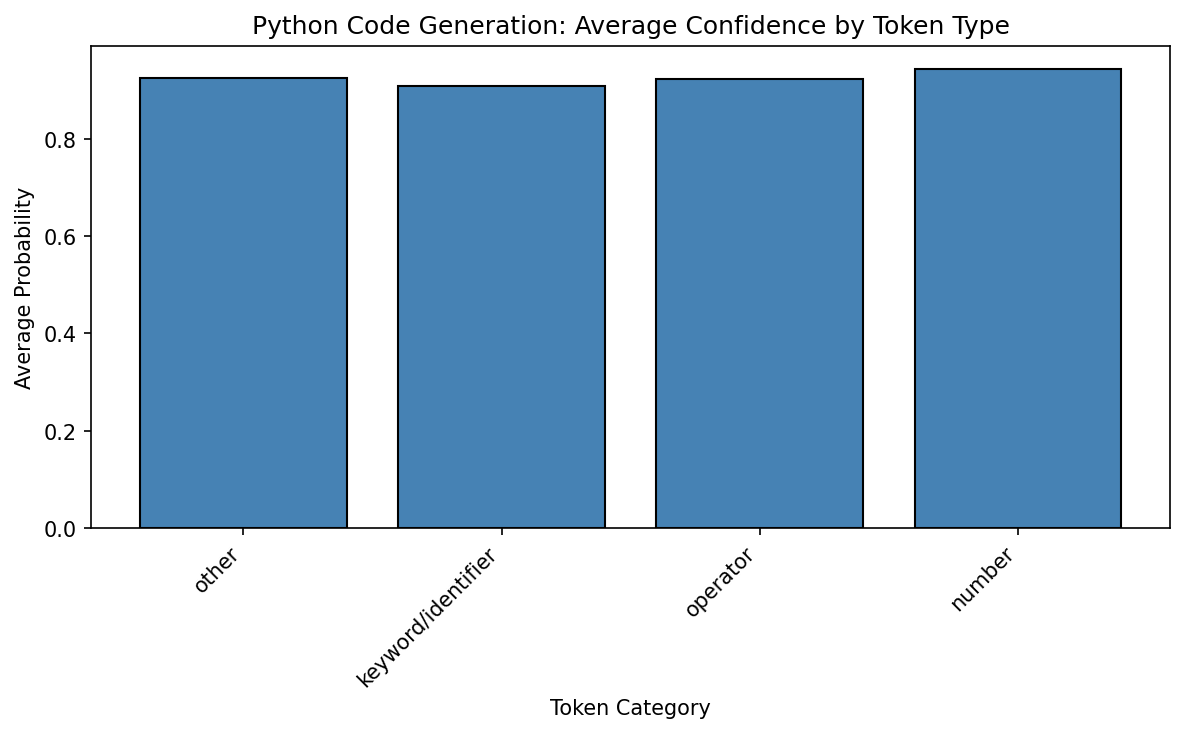 Python Code Generation: Average Confidence by Token Type
Average Probability
0.8
0.6
0.4
0.2
0.0
other
keyword/identifier
operator
number
Token Category